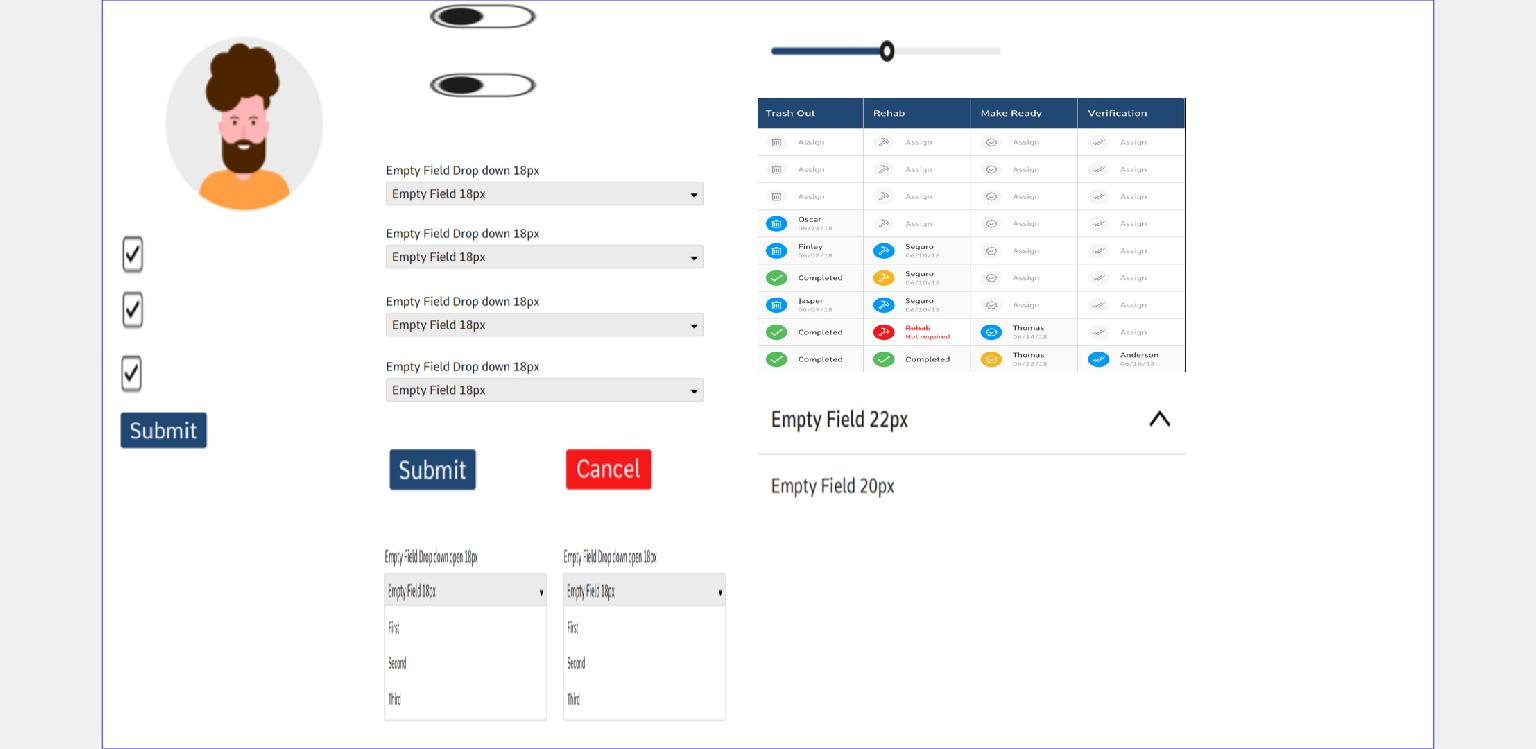 Submit
Empty Field Drop down 18px
Empty Field 18px
Empty Field Drop down 18px
Empty Field 18px
Empty Field Drop down 18px
Empty Field 18px
Empty Field Drop down 18px
Empty Field 18px
Submit Cancel
Empty Field Drop down open 18px Empty Field Drop down open 18px
Empty Field 18px Empty Field 18px
First First
Second Second
Third Third
Trash Out Rehab Make Ready Verification
Assign Assign Assign Assign
Assign Assign Assign Assign
Assign Assign Assign Assign
Oscar Assign Assign Assign
06/24/18
Finley Seguro Assign Assign
06/08/18 06/10/18
Completed Seguro Assign Assign
06/10/18
Jasper Seguro Assign Assign
06/09/18 06/10/18
Completed Rehab Thomas Assign
Not required 06/14/18
Completed Completed Thomas Anderson
06/28/18 06/16/18
Empty Field 22px
Empty Field 20px